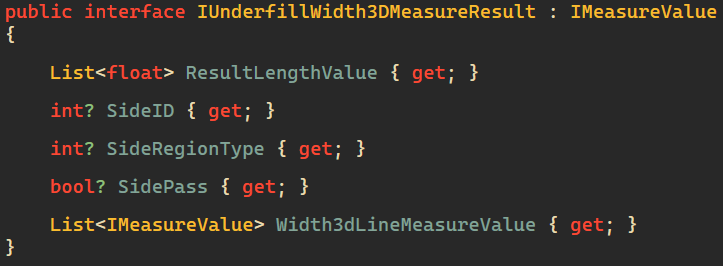 public interface IUnderfillWidth3DMeasureResult : IMeasureValue
{
List<float> ResultLengthValue { get; }
int? SideID { get; }
int? SideRegionType { get; }
bool? SidePass { get; }
List<IMeasureValue> Width3dLineMeasureValue { get; }
}